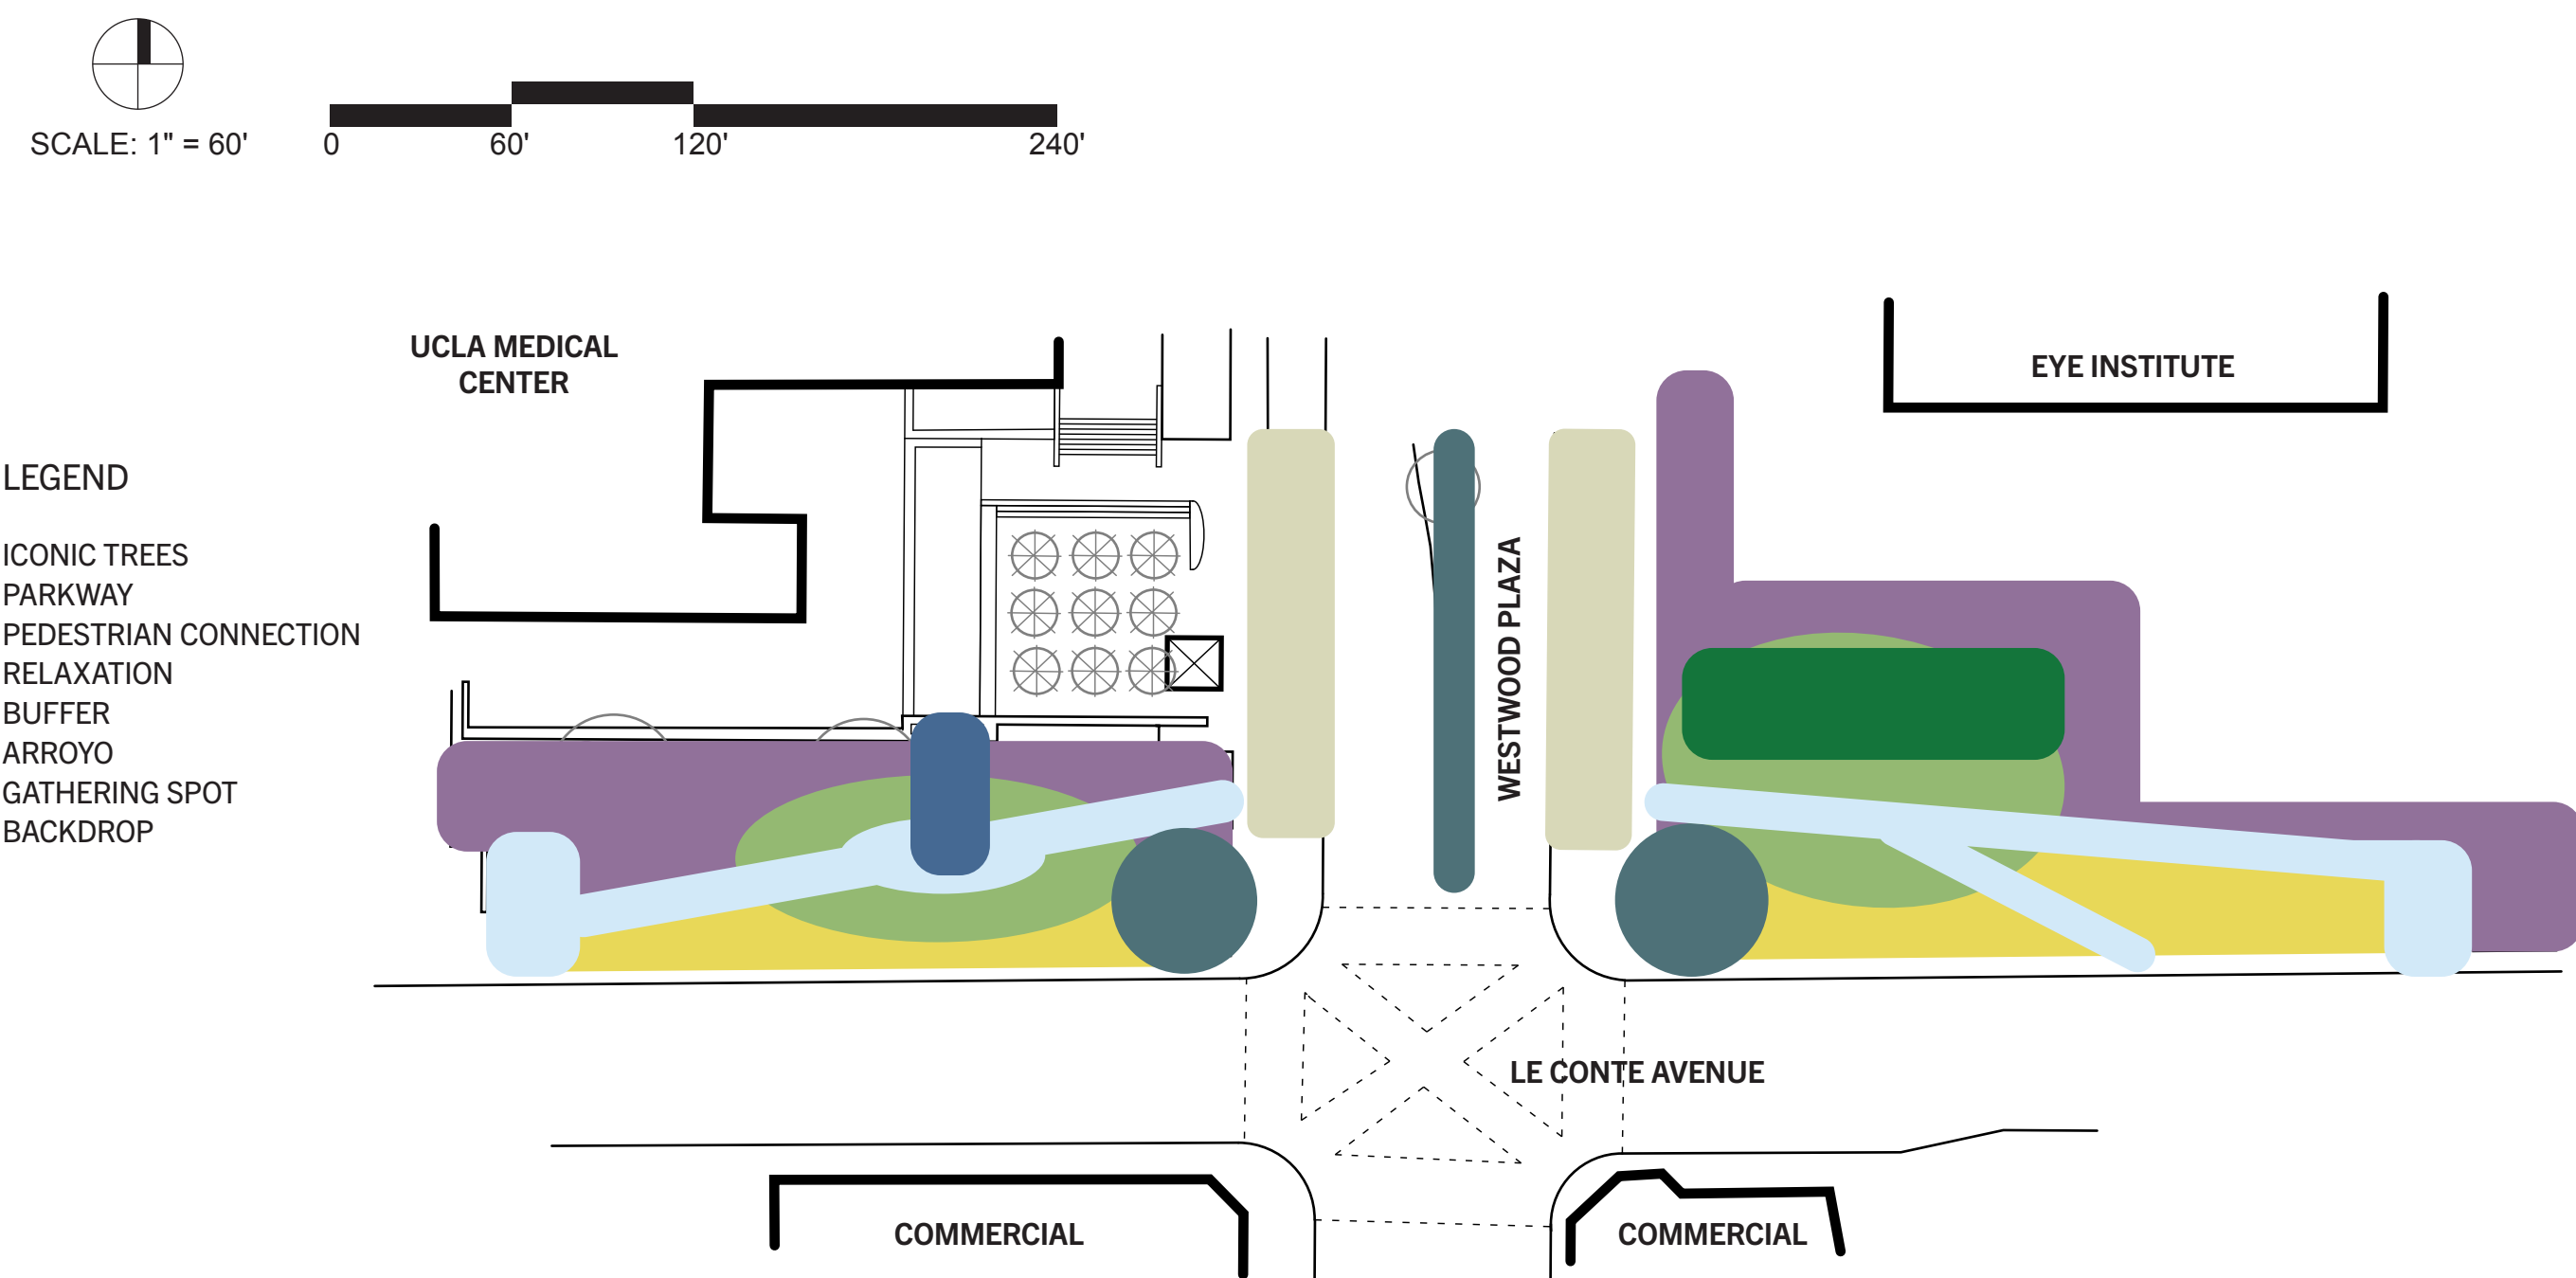 SCALE: 1" = 60'
0 60' 120' 240'
UCLA MEDICAL
CENTER
EYE INSTITUTE
LEGEND
ICONIC TREES
PARKWAY
PEDESTRIAN CONNECTION
RELAXATION
BUFFER
ARROYO
GATHERING SPOT
BACKDROP
WESTWOOD PLAZA
LE CONTE AVENUE
COMMERCIAL
COMMERCIAL